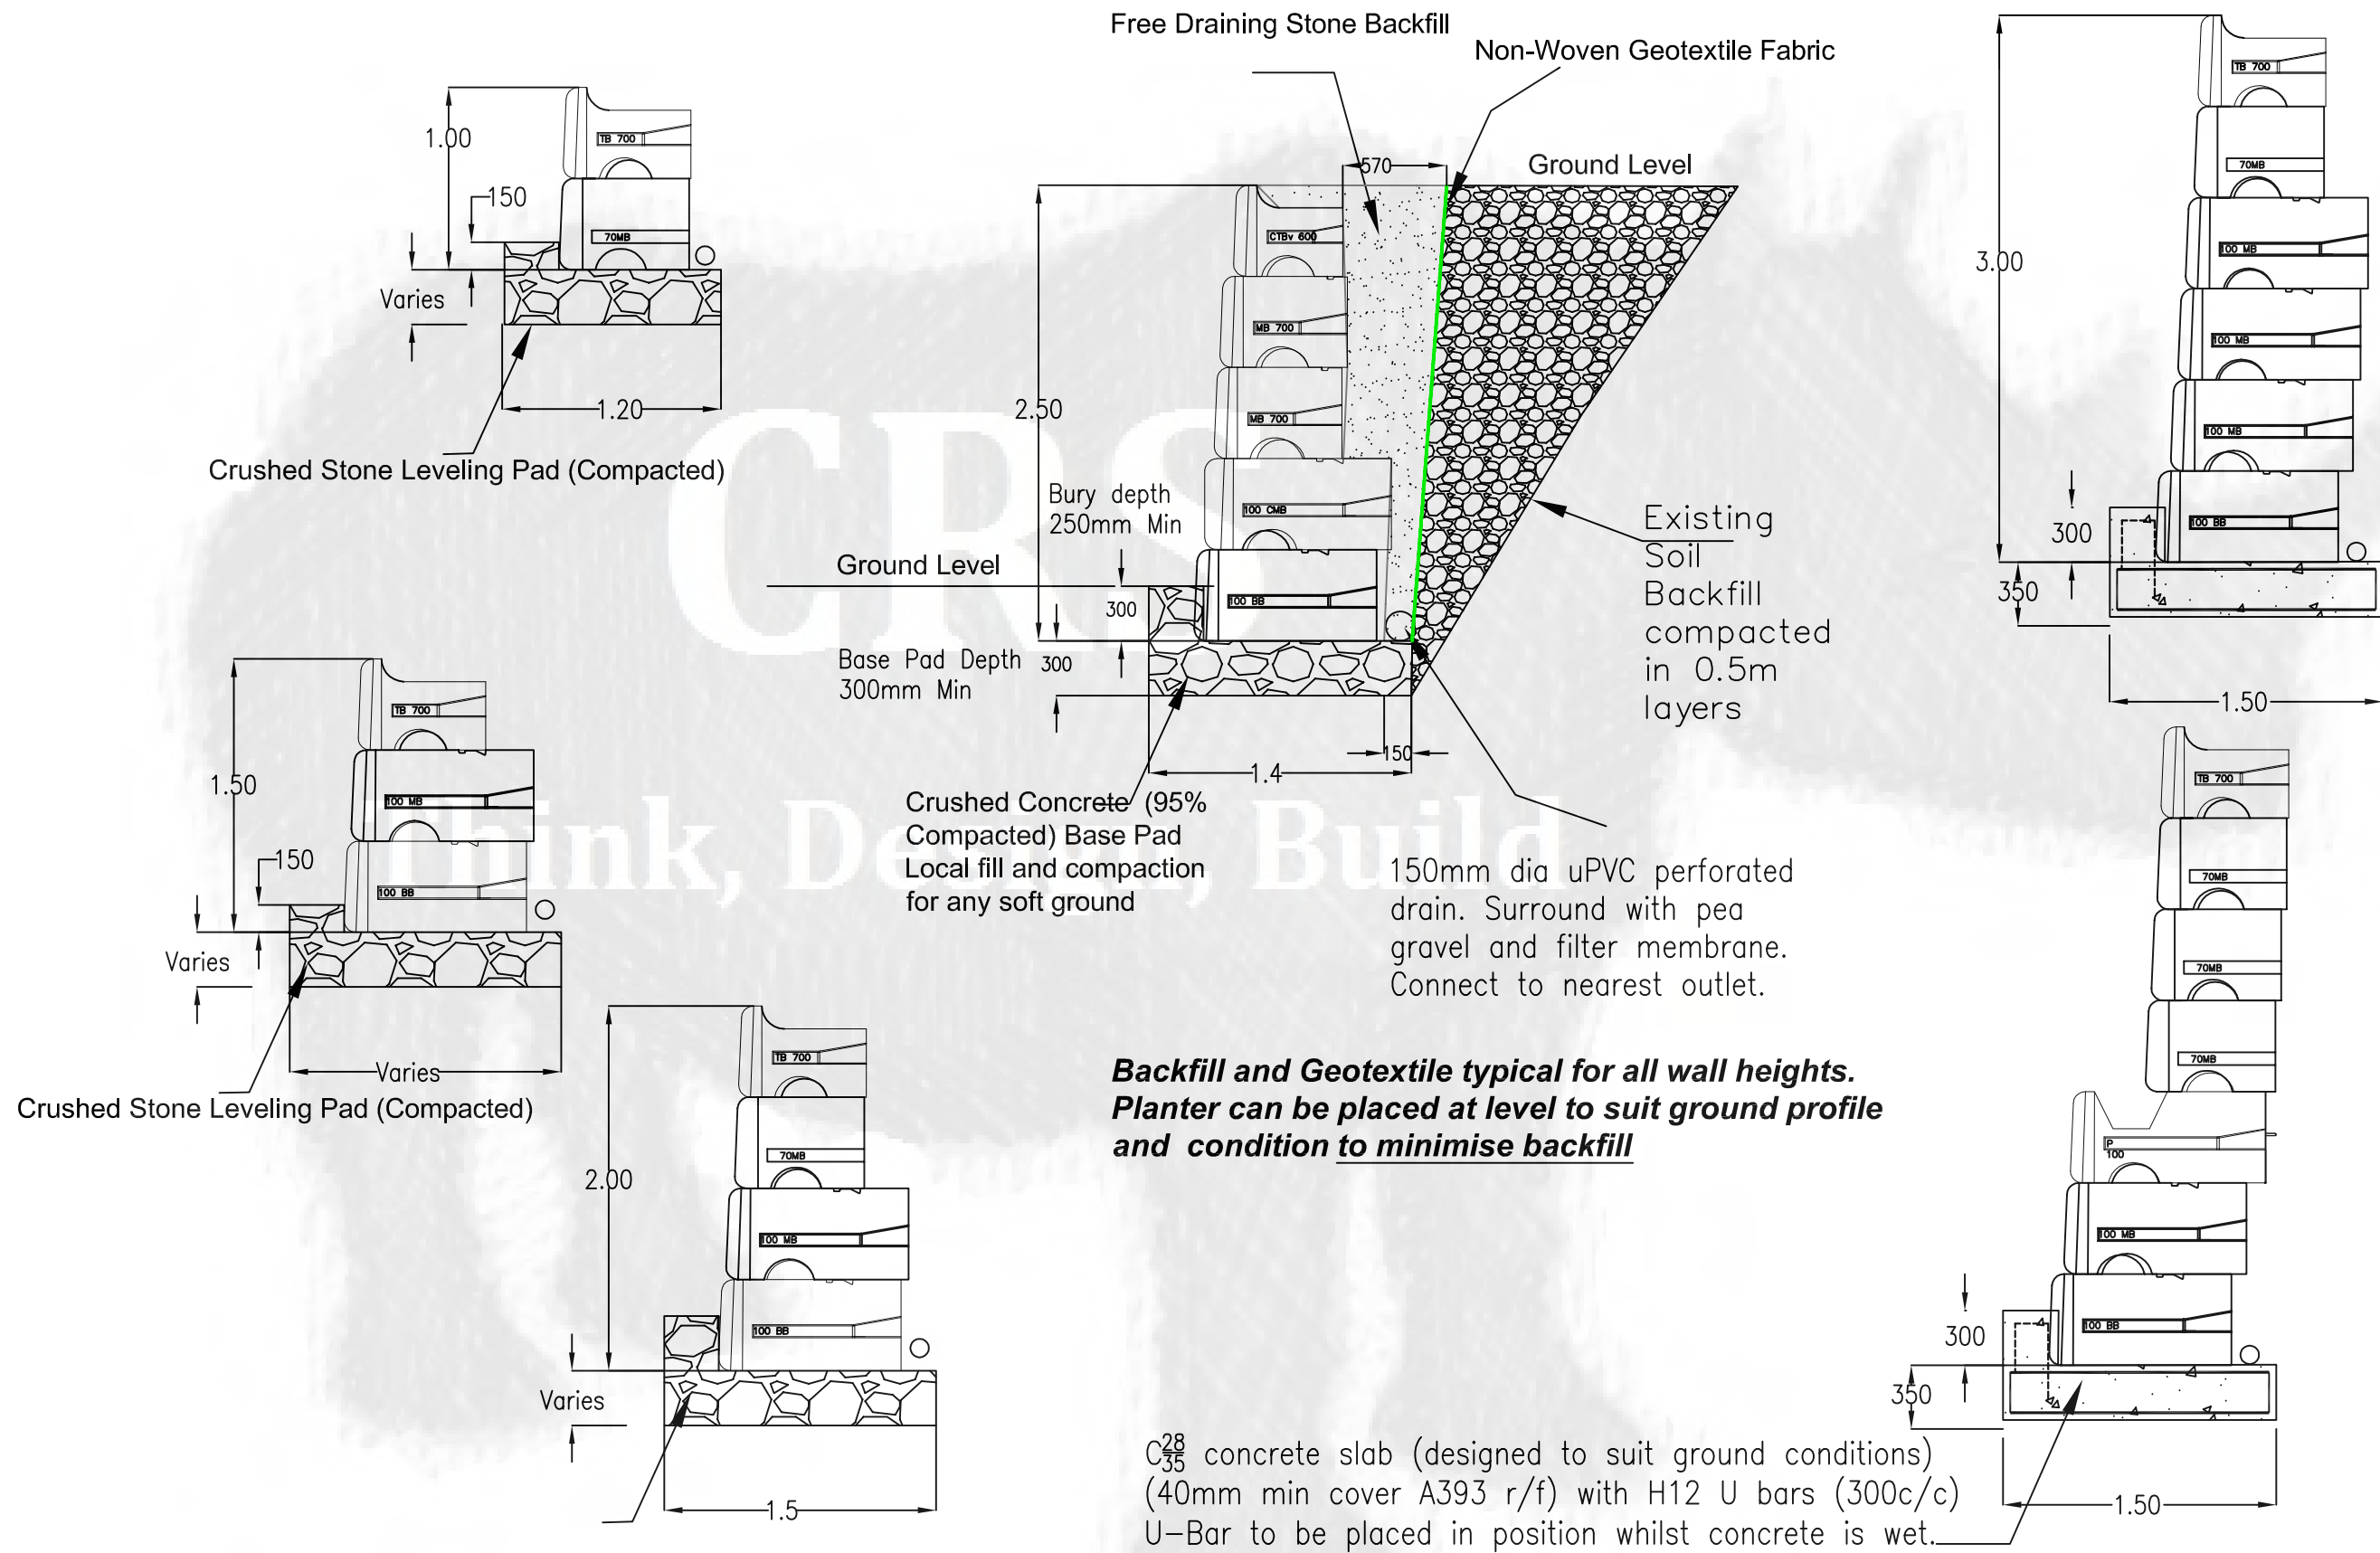 Free Draining Stone Backfill
Non-Woven Geotextile Fabric
TB 700
1.00
150
70MB
Varies
1.20
Crushed Stone Leveling Pad (Compacted)
570
Ground Level
CTBv 600
MB 700
MB 700
2.50
Bury depth
250mm Min
100 CMB
Ground Level
100 BB
300
Base Pad Depth
300mm Min
300
150
1.4
Existing
Soil
Backfill
compacted
in 0.5m
layers
Crushed Concrete (95%
Compacted) Base Pad
Local fill and compaction
for any soft ground
150mm dia uPVC perforated
drain. Surround with pea
gravel and filter membrane.
Connect to nearest outlet.
TB 700
70MB
100 MB
3.00
100 MB
100 MB
100 BB
300
350
1.50
TB 700
1.50
100 MB
150
100 BB
Varies
Varies
Crushed Stone Leveling Pad (Compacted)
CRS
Think, Design, Build
TB 700
70MB
2.00
100 MB
100 BB
Varies
1.5
Backfill and Geotextile typical for all wall heights.
Planter can be placed at level to suit ground profile
and condition to minimise backfill
TB 700
70MB
70MB
70MB
P
100
100 MB
100 BB
300
350
1.50
C28/35 concrete slab (designed to suit ground conditions)
(40mm min cover A393 r/f) with H12 U bars (300c/c)
U-Bar to be placed in position whilst concrete is wet.